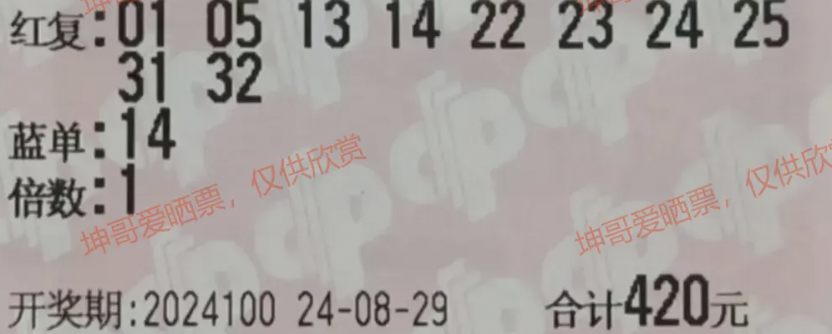 红复:01 05 13 14 22 23 24 25
31 32
蓝单:14
倍数:1
坤哥爱晒票，仅供欣赏
坤哥爱晒票，仅供欣赏
开奖期:2024100 24-08-29 合计420元